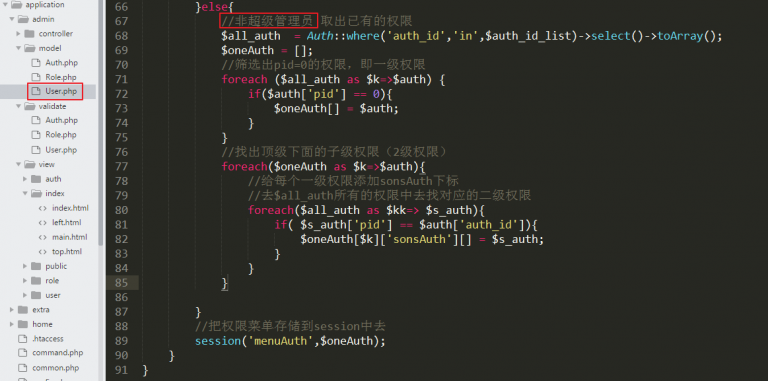 application
admin
controller
model
Auth.php
Role.php
User.php
validate
Auth.php
Role.php
User.php
view
auth
index
<> index.html
<> left.html
<> main.html
<> top.html
public
role
user
extra
home
.htaccess
command.php
common.php
66 }else{
67 //非超级管理员 取出已有的权限
68 $all_auth = Auth::where('auth_id','in',$auth_id_list)->select()->toArray();
69 $oneAuth = [];
70 //筛选出pid=0的权限，即一级权限
71 foreach ($all_auth as $k=>$auth) {
72 if($auth['pid'] == 0){
73 $oneAuth[] = $auth;
74 }
75 }
76 //找出顶级下面的子级权限（2级权限）
77 foreach($oneAuth as $k=>$auth){
78 //给每个一级权限添加sonsAuth下标
79 //去$all_auth所有的权限中去找对应的二级权限
80 foreach($all_auth as $kk=> $s_auth){
81 if( $s_auth['pid'] == $auth['auth_id']){
82 $oneAuth[$k]['sonsAuth'][] = $s_auth;
83 }
84 }
85 }
86
87 }
88 //把权限菜单存储到session中去
89 session('menuAuth',$oneAuth);
90 }
91 }